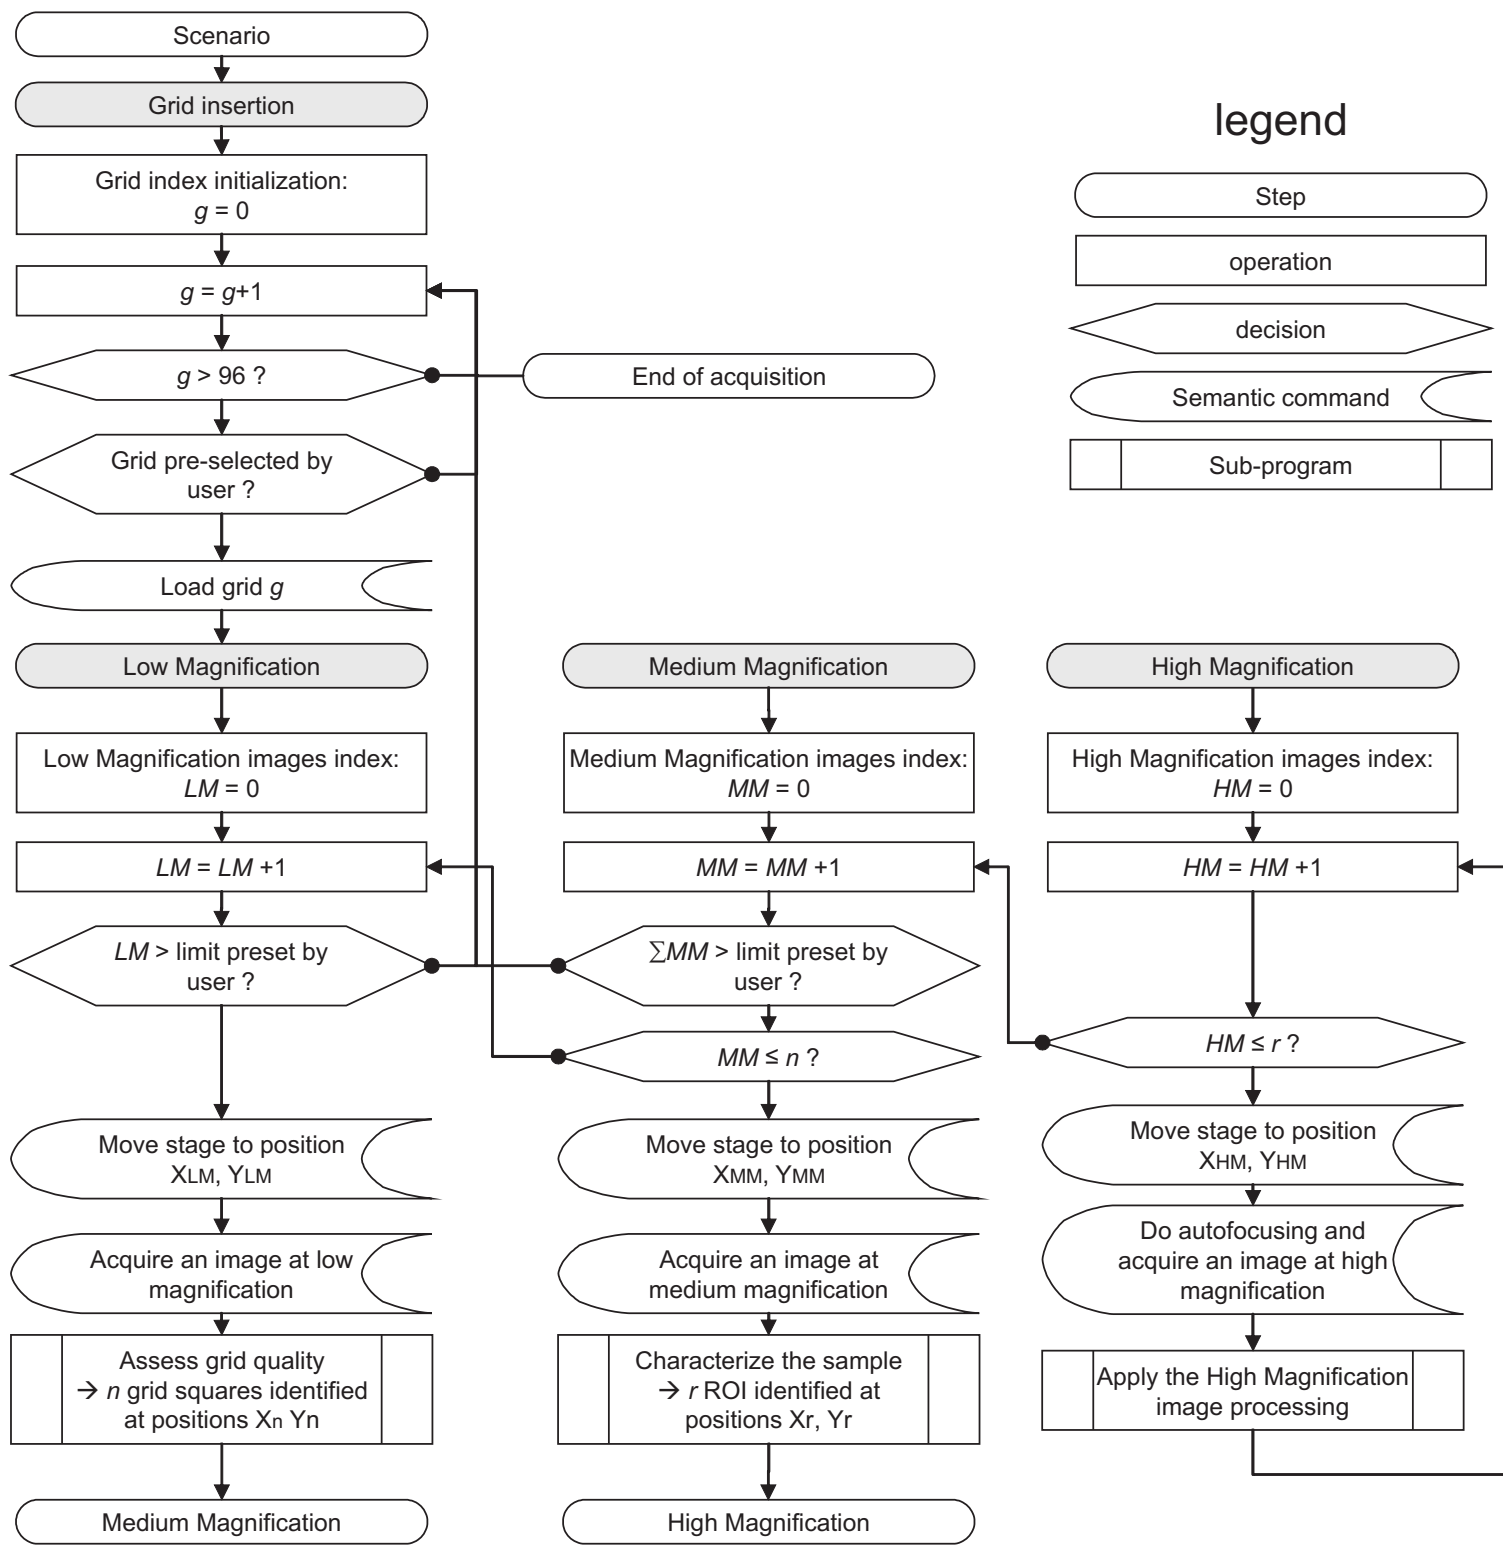 Scenario
Grid insertion
Grid index initialization:
g = 0
g = g+1
g > 96 ?
End of acquisition
Grid pre-selected by
user ?
Load grid g
legend
Step
operation
decision
Semantic command
Sub-program
Low Magnification
Low Magnification images index:
LM = 0
LM = LM +1
LM > limit preset by
user ?
Move stage to position
XLM, YLM
Acquire an image at low
magnification
Assess grid quality
→ n grid squares identified
at positions Xn Yn
Medium Magnification
Medium Magnification
Medium Magnification images index:
MM = 0
MM = MM +1
∑MM > limit preset by
user ?
MM ≤ n ?
Move stage to position
XMM, YMM
Acquire an image at
medium magnification
Characterize the sample
→ r ROI identified at
positions Xr, Yr
High Magnification
High Magnification
High Magnification images index:
HM = 0
HM = HM +1
HM ≤ r ?
Move stage to position
XHM, YHM
Do autofocusing and
acquire an image at high
magnification
Apply the High Magnification
image processing